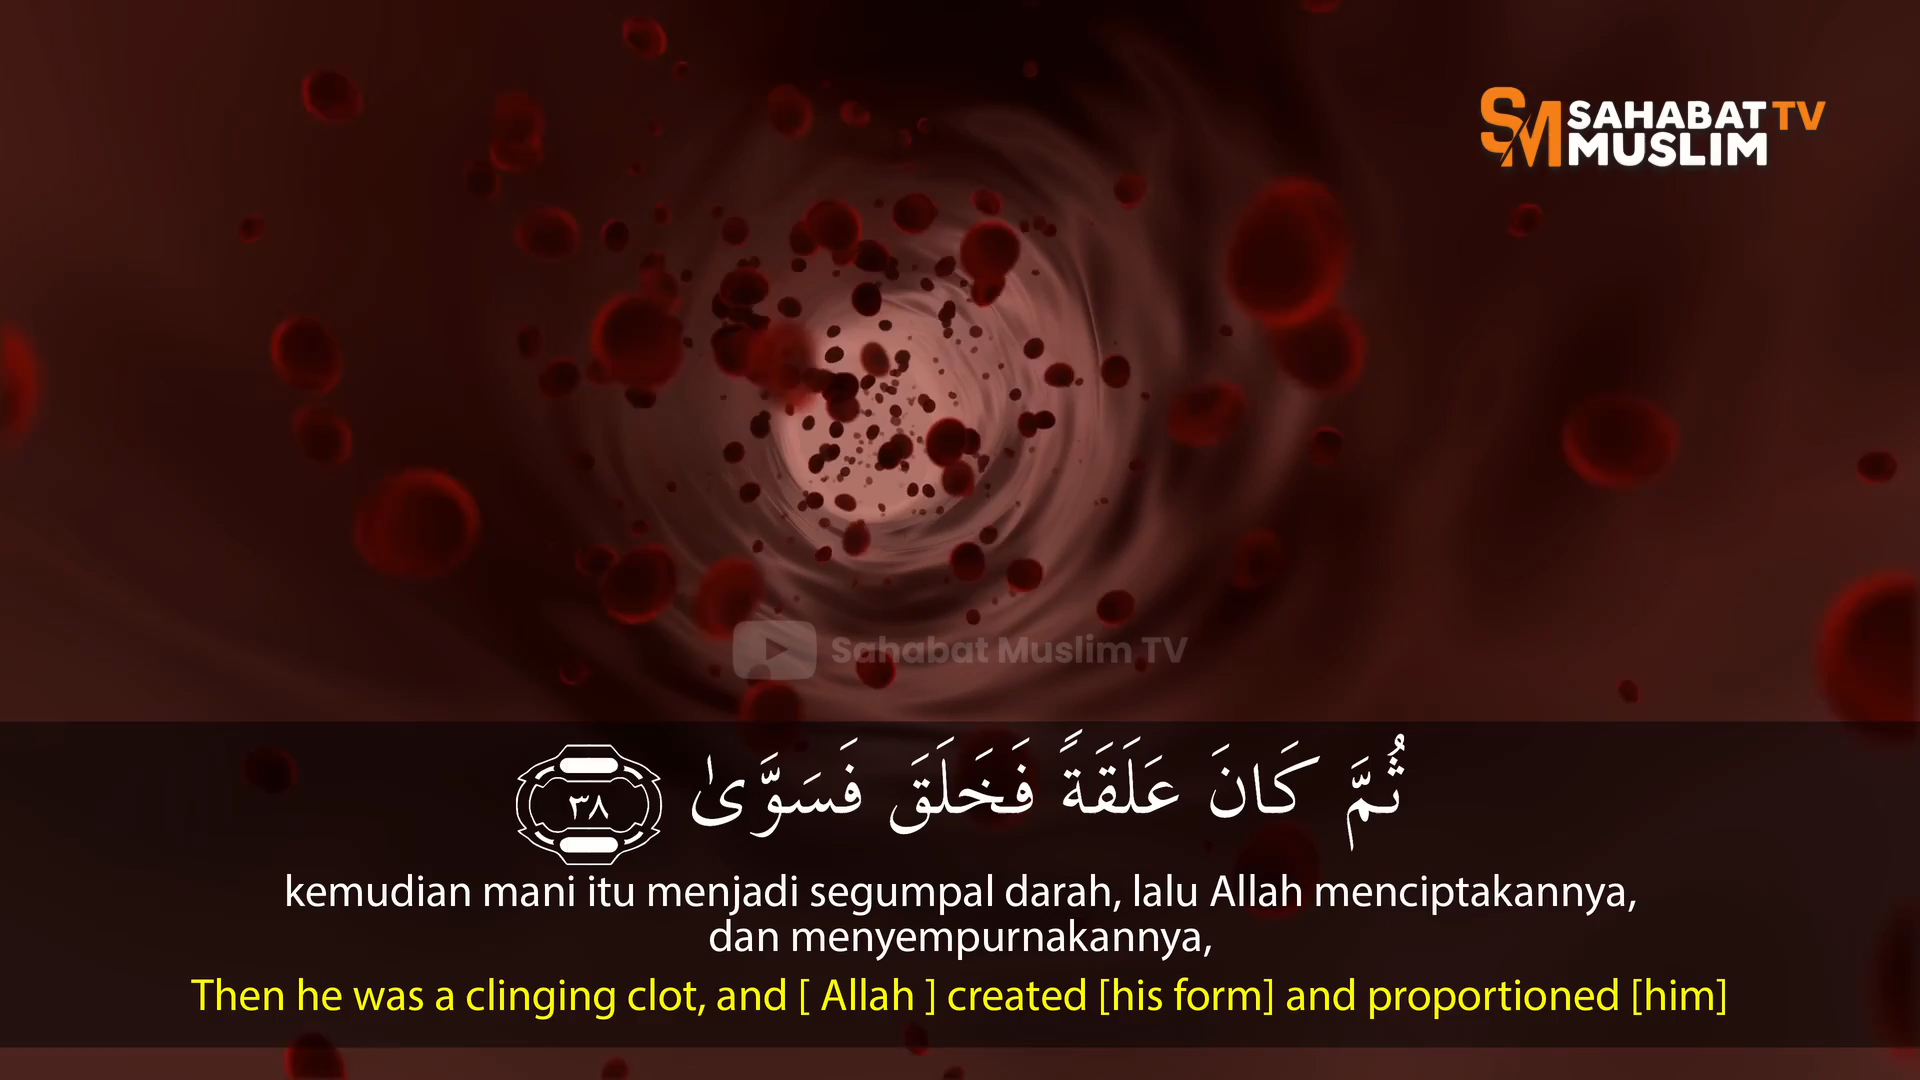 SM SAHABAT TV
MUSLIM
Sahabat Muslim TV
ثُمَّ كَانَ عَلَقَةً فَخَلَقَ فَسَوَّىٰ ٣٨
kemudian mani itu menjadi segumpal darah, lalu Allah menciptakannya,
dan menyempurnakannya,
Then he was a clinging clot, and [ Allah ] created [his form] and proportioned [him]